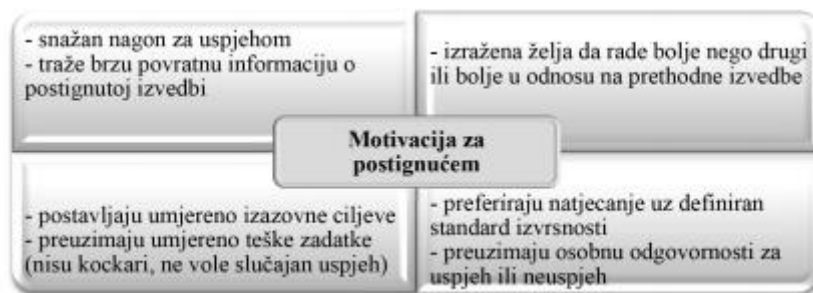 - snažan nagon za uspjehom
- traže brzu povratnu informaciju o
postignutoj izvedbi
- izražena želja da rade bolje nego drugi
ili bolje u odnosu na prethodne izvedbe
Motivacija za
postignućem
- postavljaju umjereno izazovne ciljeve
- preuzimaju umjereno teške zadatke
(nisu kockari, ne vole slučajan uspjeh)
- preferiraju natjecanje uz definiran
standard izvrsnosti
- preuzimaju osobnu odgovornosti za
uspjeh ili neuspjeh